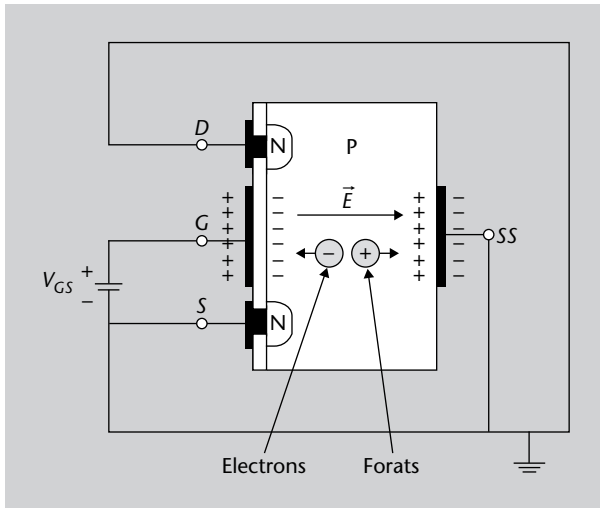 D
N
P
+ − E + −
+ − + −
+ − + −
G + − + − SS
+ − − + + −
+ − + −
V_GS +
−
S
N
Electrons Forats